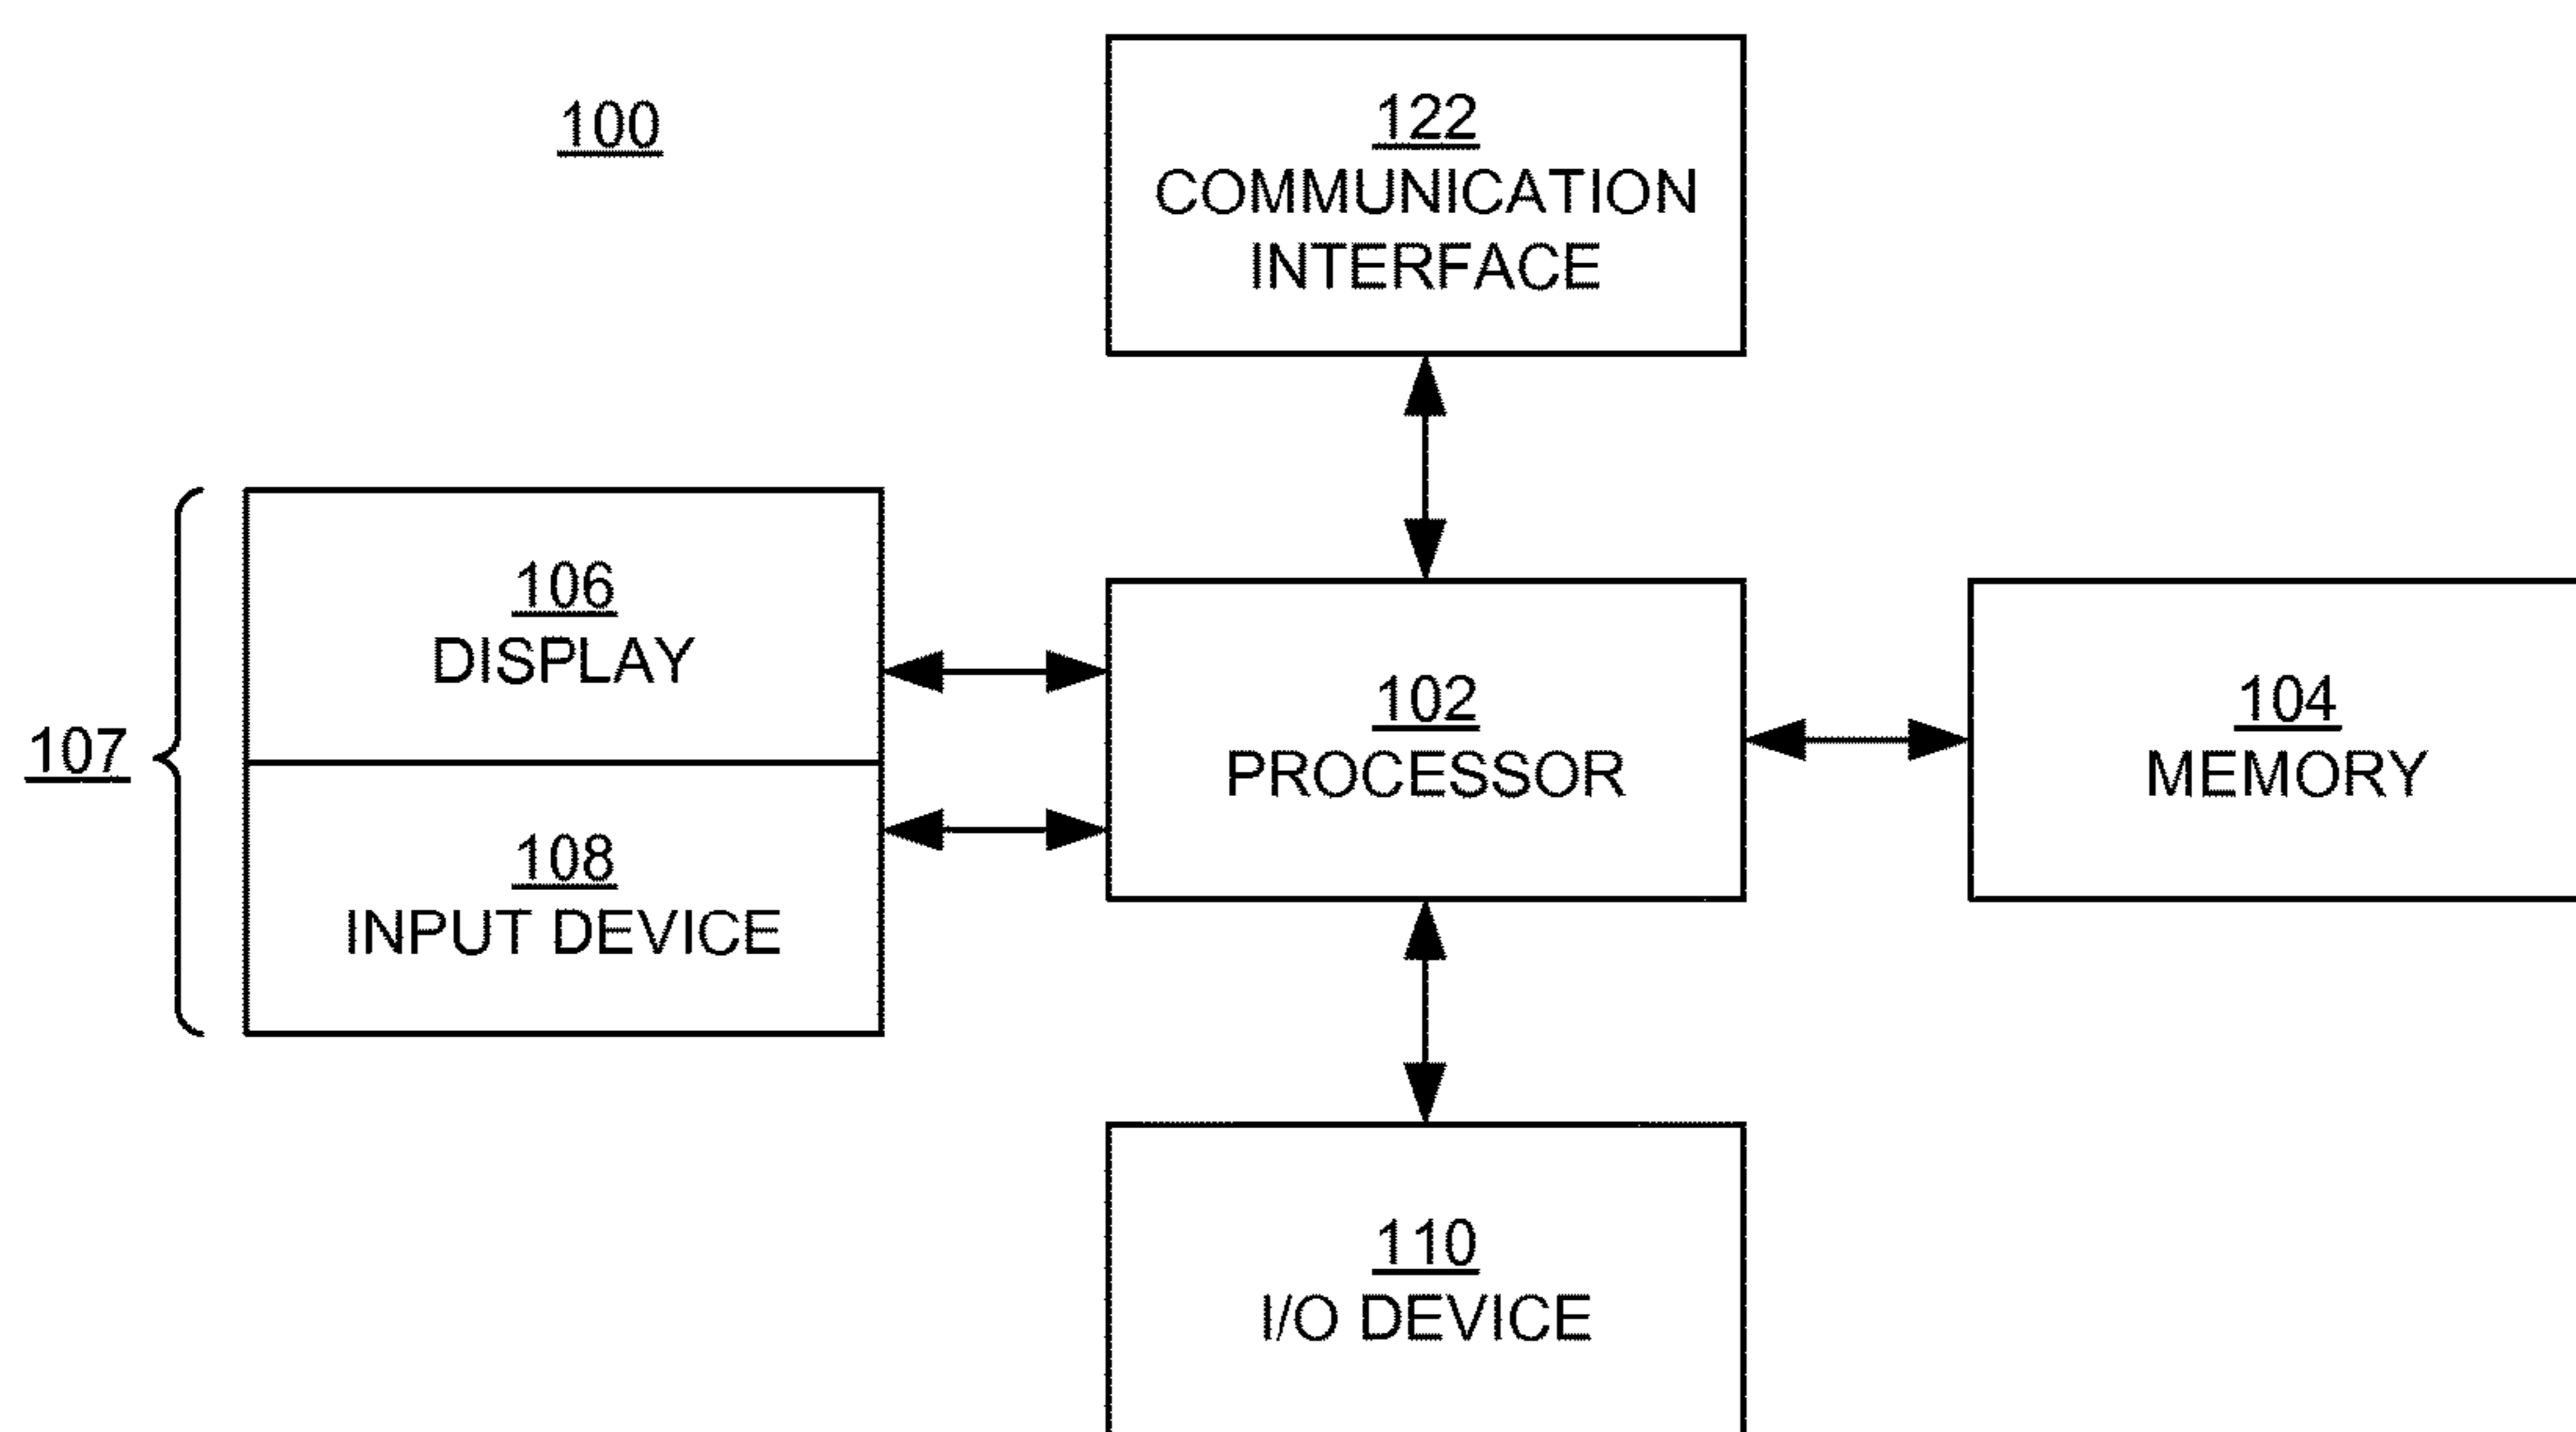 100
122
COMMUNICATION
INTERFACE
106
DISPLAY
107
108
INPUT DEVICE
102
PROCESSOR
104
MEMORY
110
I/O DEVICE